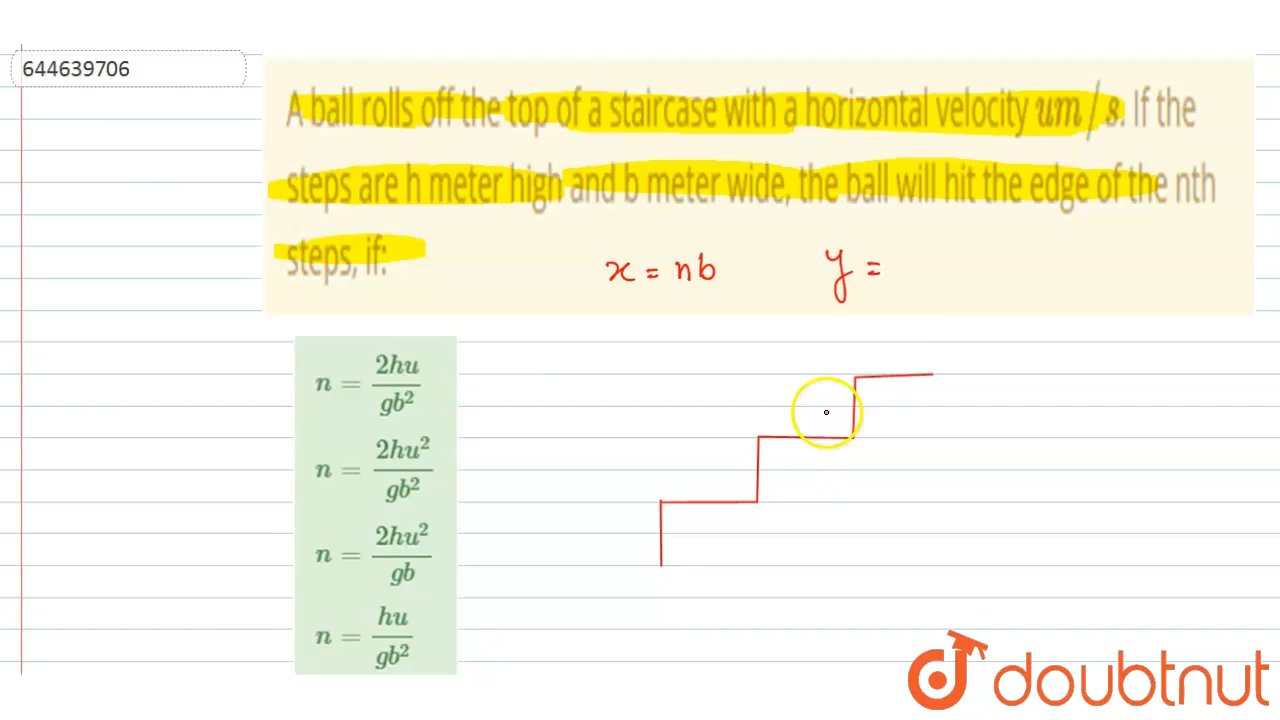 644639706
A ball rolls off the top of a staircase with a horizontal velocity um/s. If the
steps are h meter high and b meter wide, the ball will hit the edge of the nth
steps, if:
x = nb y =
n = 2hu/gb²
n = 2hu²/gb²
n = 2hu²/gb
n = hu/gb²
doubtnut